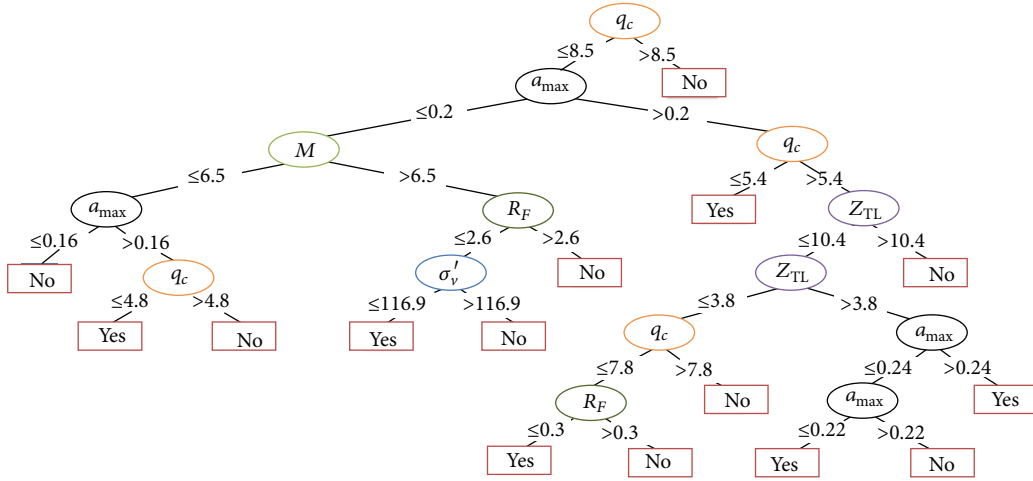 q_c
≤8.5 >8.5
a_max No
≤0.2 >0.2
M q_c
≤6.5 >6.5 ≤5.4 >5.4
a_max R_F Yes Z_TL
≤0.16 >0.16 ≤2.6 >2.6 ≤10.4 >10.4
No q_c σ′_v No Z_TL No
≤4.8 >4.8 ≤116.9 >116.9 ≤3.8 >3.8
Yes No Yes No q_c a_max
≤7.8 >7.8 ≤0.24 >0.24
R_F No a_max Yes
≤0.3 >0.3 ≤0.22 >0.22
Yes No Yes No